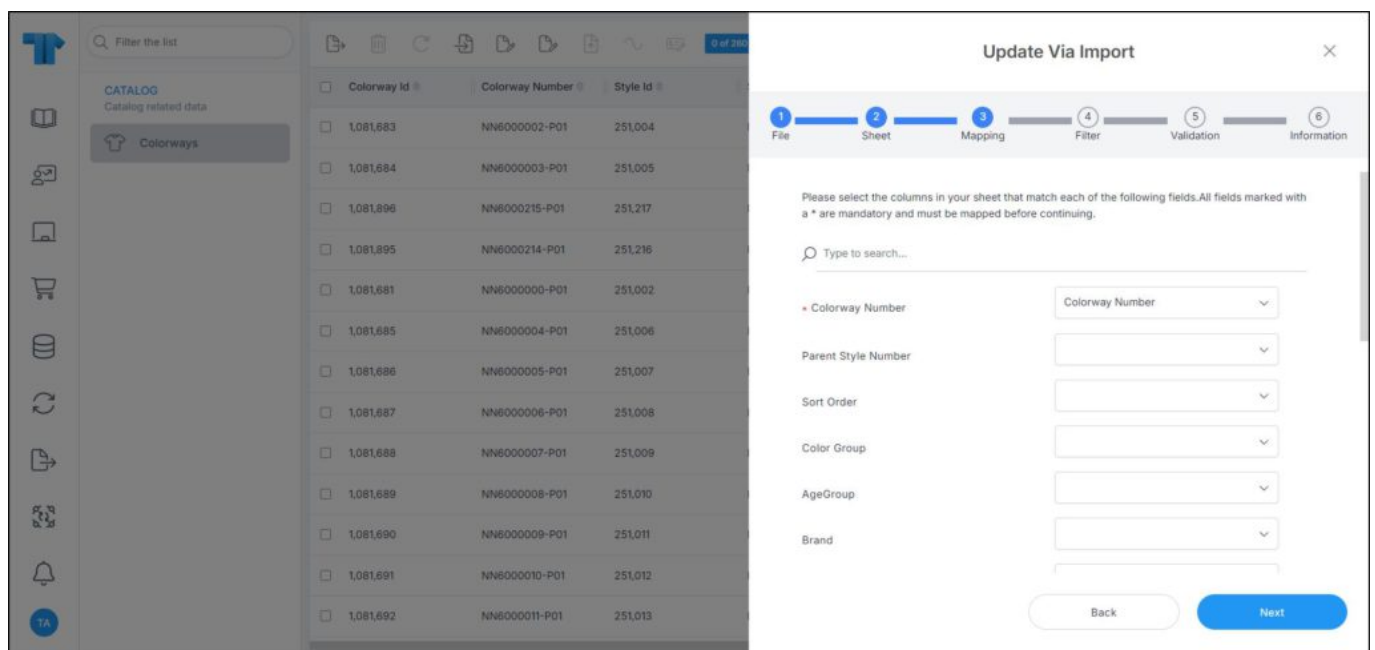 Filter the list
CATALOG
Catalog related data
Colorways
TA
0 of 260
Colorway Id Colorway Number Style Id
1,081,683 NN6000002-P01 251,004
1,081,684 NN6000003-P01 251,005
1,081,896 NN6000215-P01 251,217
1,081,895 NN6000214-P01 251,216
1,081,681 NN6000000-P01 251,002
1,081,685 NN6000004-P01 251,006
1,081,686 NN6000005-P01 251,007
1,081,687 NN6000006-P01 251,008
1,081,688 NN6000007-P01 251,009
1,081,689 NN6000008-P01 251,010
1,081,690 NN6000009-P01 251,011
1,081,691 NN6000010-P01 251,012
1,081,692 NN6000011-P01 251,013
Update Via Import
1 2 3 4 5 6
File Sheet Mapping Filter Validation Information
Please select the columns in your sheet that match each of the following fields.All fields marked with
a * are mandatory and must be mapped before continuing.
Type to search...
* Colorway Number Colorway Number
Parent Style Number
Sort Order
Color Group
AgeGroup
Brand
Back Next